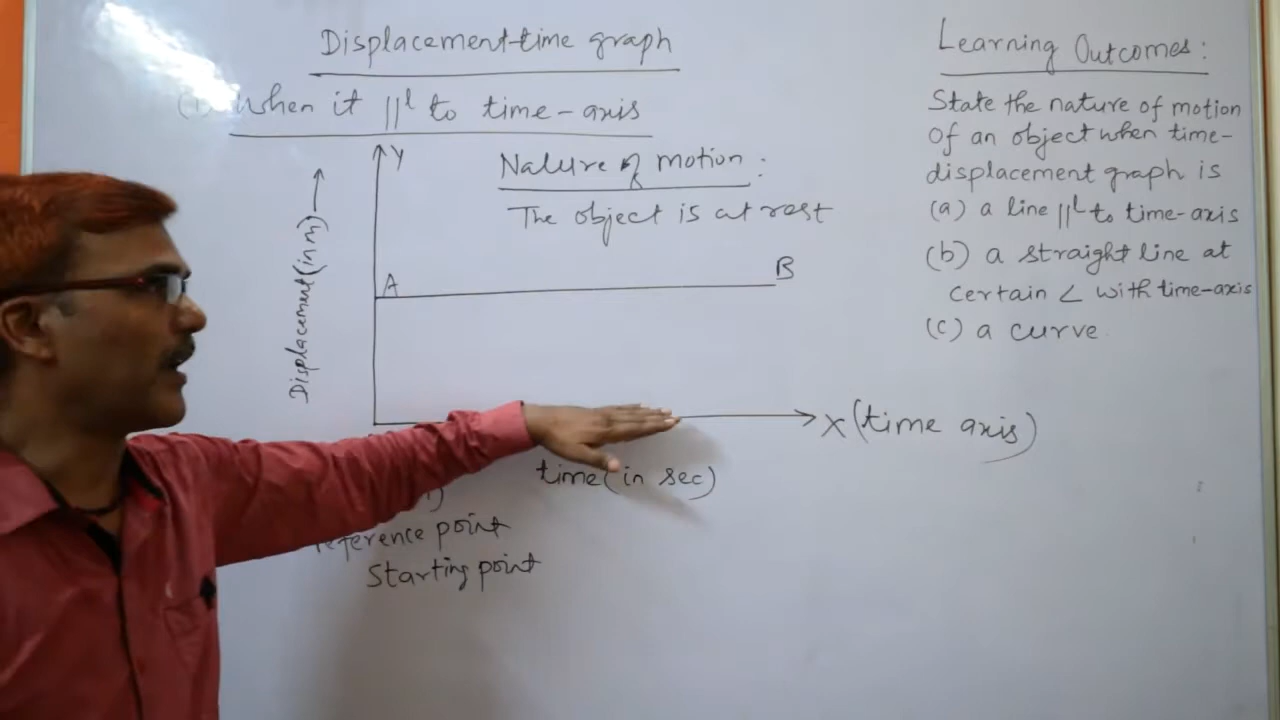 Displacement-time graph
(1) When it ||l to time-axis
Y
Displacement (in m)
Nature of motion:
The object is at rest
A
B
X (time axis)
time (in sec)
reference point
Starting point
Learning Outcomes:
State the nature of motion
of an object when time-
displacement graph is
(a) a line ||l to time-axis
(b) a straight line at
certain ∠ with time-axis
(c) a curve